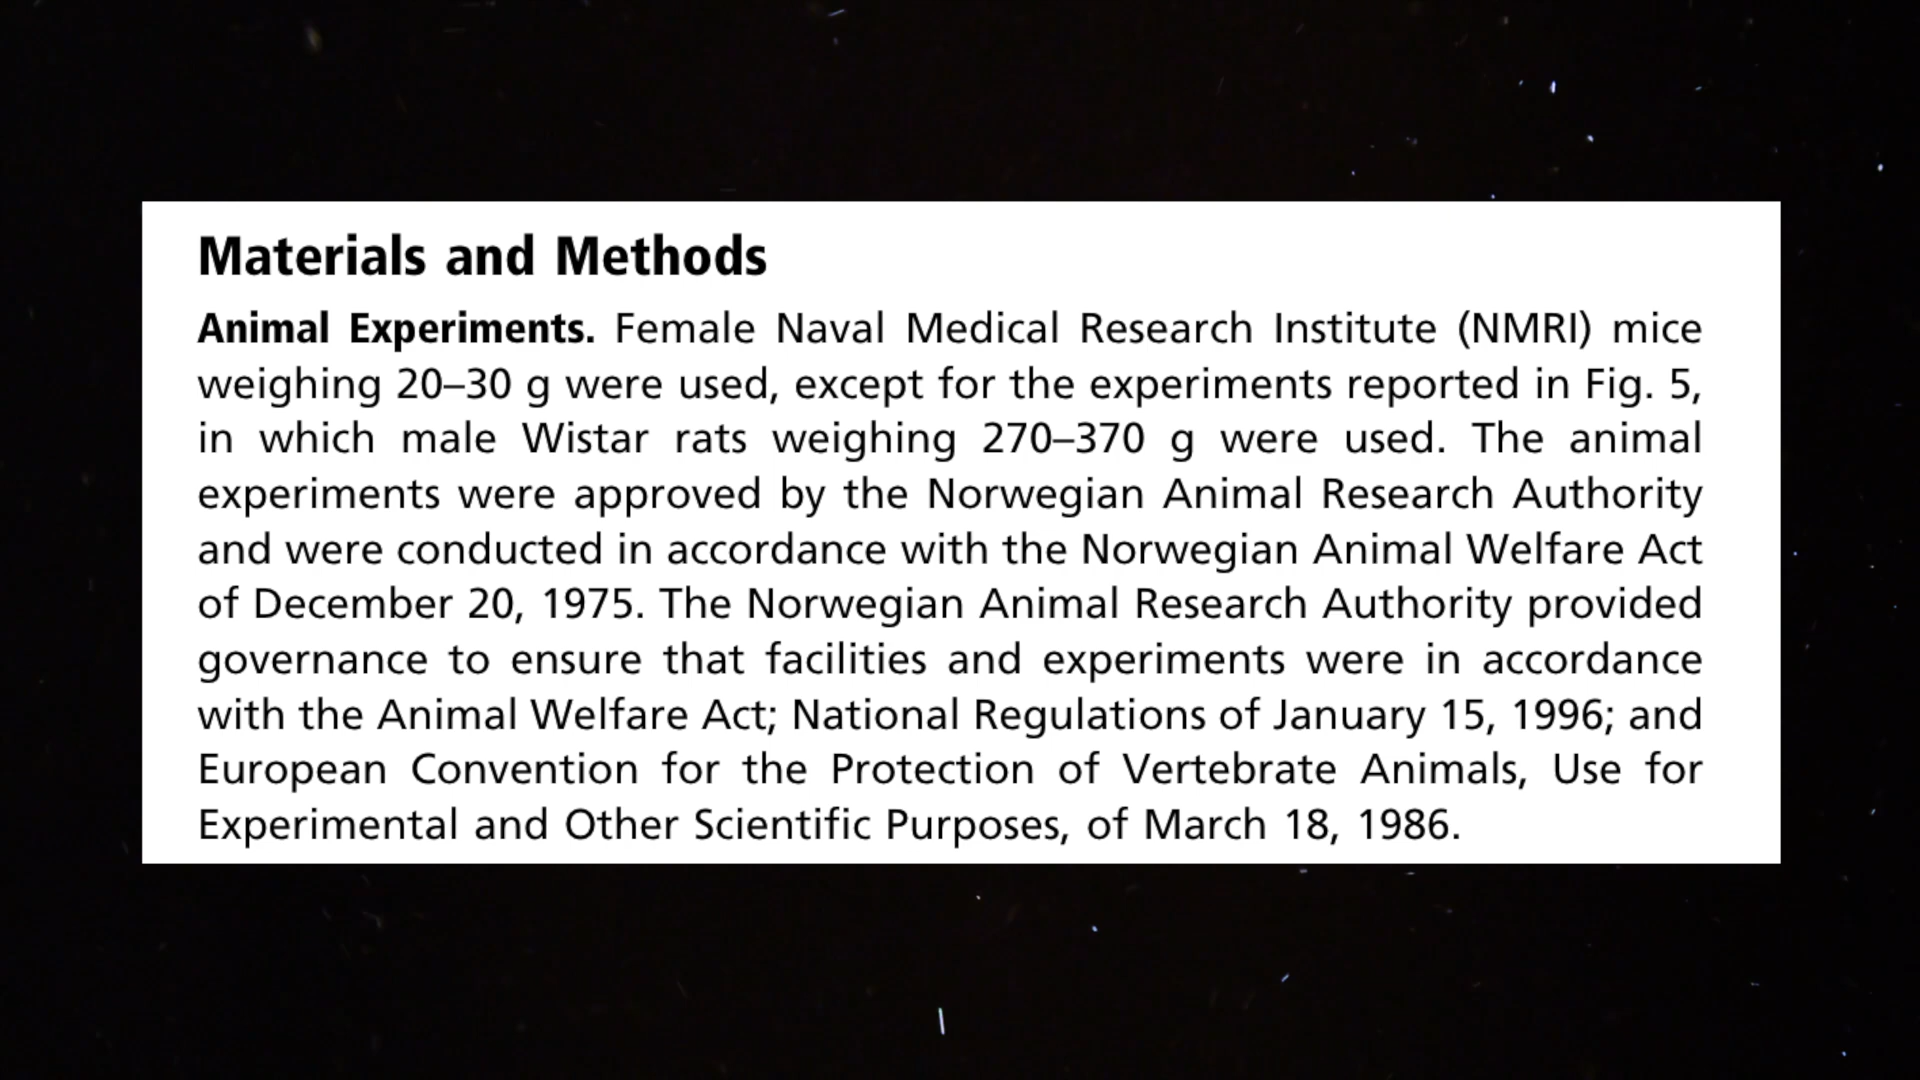 Materials and Methods
Animal Experiments. Female Naval Medical Research Institute (NMRI) mice
weighing 20–30 g were used, except for the experiments reported in Fig. 5,
in which male Wistar rats weighing 270–370 g were used. The animal
experiments were approved by the Norwegian Animal Research Authority
and were conducted in accordance with the Norwegian Animal Welfare Act
of December 20, 1975. The Norwegian Animal Research Authority provided
governance to ensure that facilities and experiments were in accordance
with the Animal Welfare Act; National Regulations of January 15, 1996; and
European Convention for the Protection of Vertebrate Animals, Use for
Experimental and Other Scientific Purposes, of March 18, 1986.